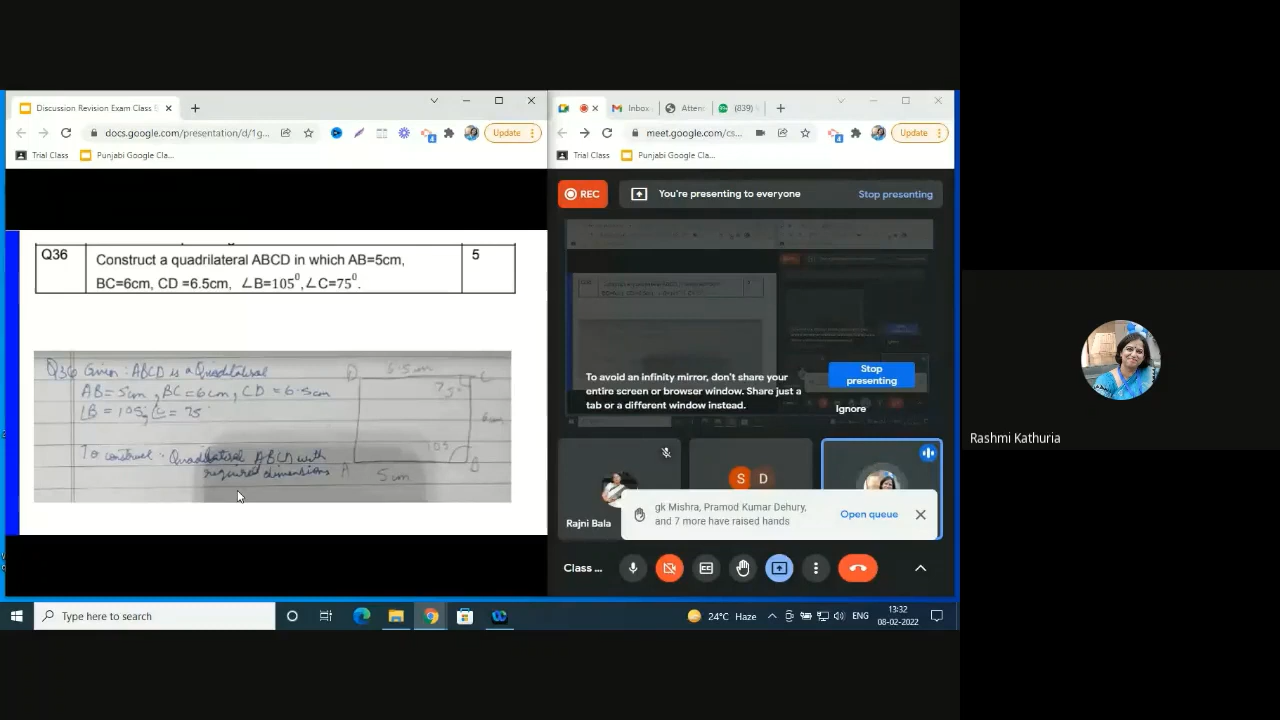 Discussion Revision Exam Class
docs.google.com/presentation/d/1g...
Update
Trial Class
Punjabi Google Cla...
Q36
Construct a quadrilateral ABCD in which AB=5cm,
BC=6cm, CD =6.5cm, ∠B=105⁰,∠C=75⁰.
5
Q36 Given: ABCD is a Quadilateral
AB = 5cm, BC = 6cm, CD = 6.5cm
∠B = 105, ∠C = 75
To construct: Quadilateral ABCD with
required dimensions
D
6.5cm
C
75
6cm
105
A
5cm
B
Inbox
Atten
(839)
meet.google.com/cs...
Update
Trial Class
Punjabi Google Cla...
REC
You're presenting to everyone
Stop presenting
To avoid an infinity mirror, don't share your
entire screen or browser window. Share just a
tab or a different window instead.
Stop
presenting
Ignore
Rajni Bala
S D
gk Mishra, Pramod Kumar Dehury,
and 7 more have raised hands
Open queue
Class ...
Type here to search
24°C Haze
ENG
13:32
08-02-2022
Rashmi Kathuria